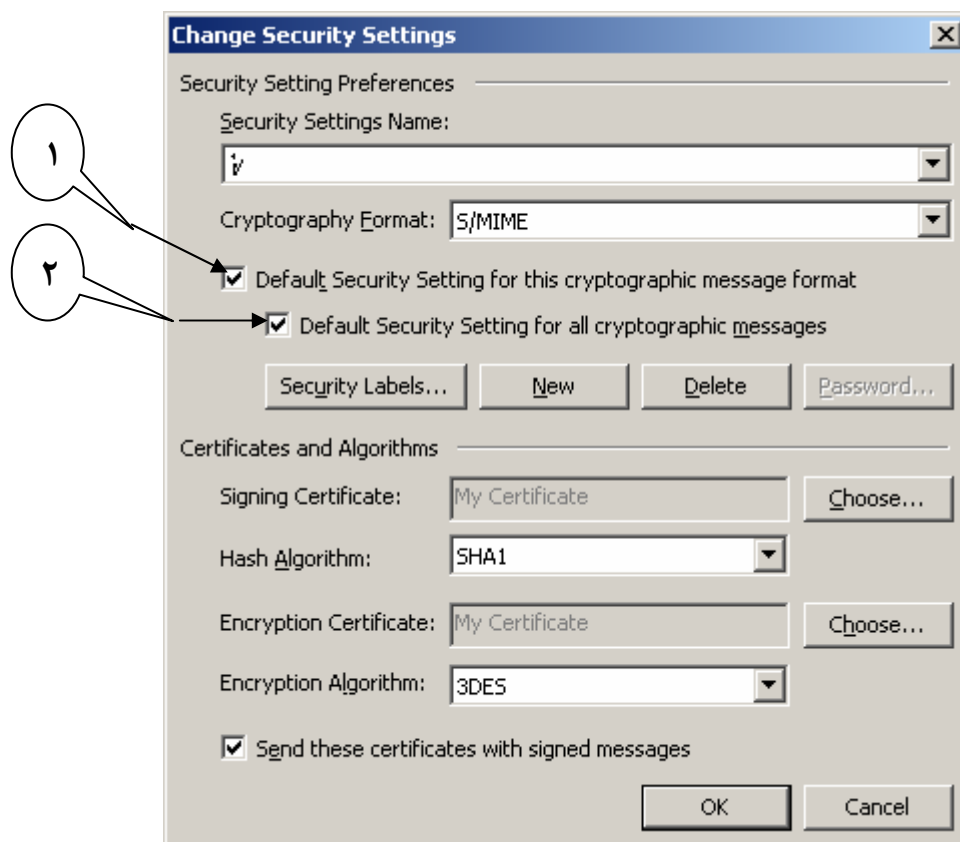 Change Security Settings
Security Setting Preferences
Security Settings Name:
Cryptography Format: S/MIME
١
Default Security Setting for this cryptographic message format
٢
Default Security Setting for all cryptographic messages
Security Labels... New Delete Password...
Certificates and Algorithms
Signing Certificate: My Certificate Choose...
Hash Algorithm: SHA1
Encryption Certificate: My Certificate Choose...
Encryption Algorithm: 3DES
Send these certificates with signed messages
OK Cancel